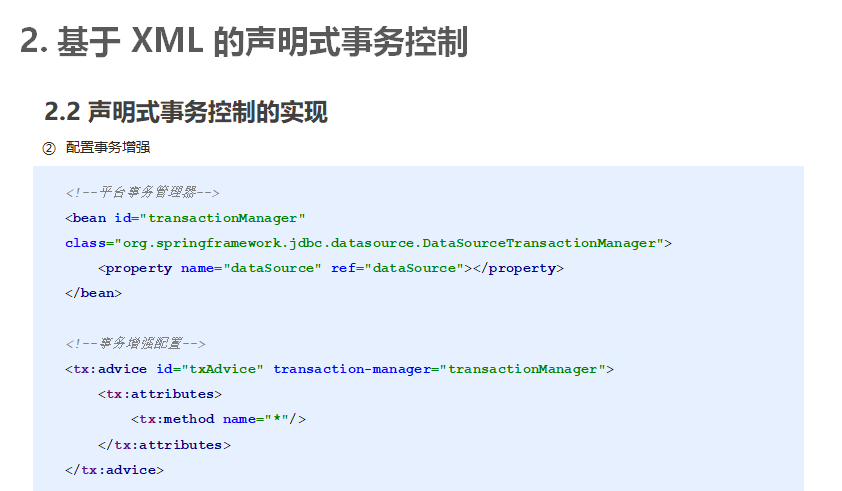 2. 基于 XML 的声明式事务控制
2.2 声明式事务控制的实现
② 配置事务增强
<!--平台事务管理器-->
<bean id="transactionManager"
class="org.springframework.jdbc.datasource.DataSourceTransactionManager">
<property name="dataSource" ref="dataSource"></property>
</bean>
<!--事务增强配置-->
<tx:advice id="txAdvice" transaction-manager="transactionManager">
<tx:attributes>
<tx:method name="*"/>
</tx:attributes>
</tx:advice>